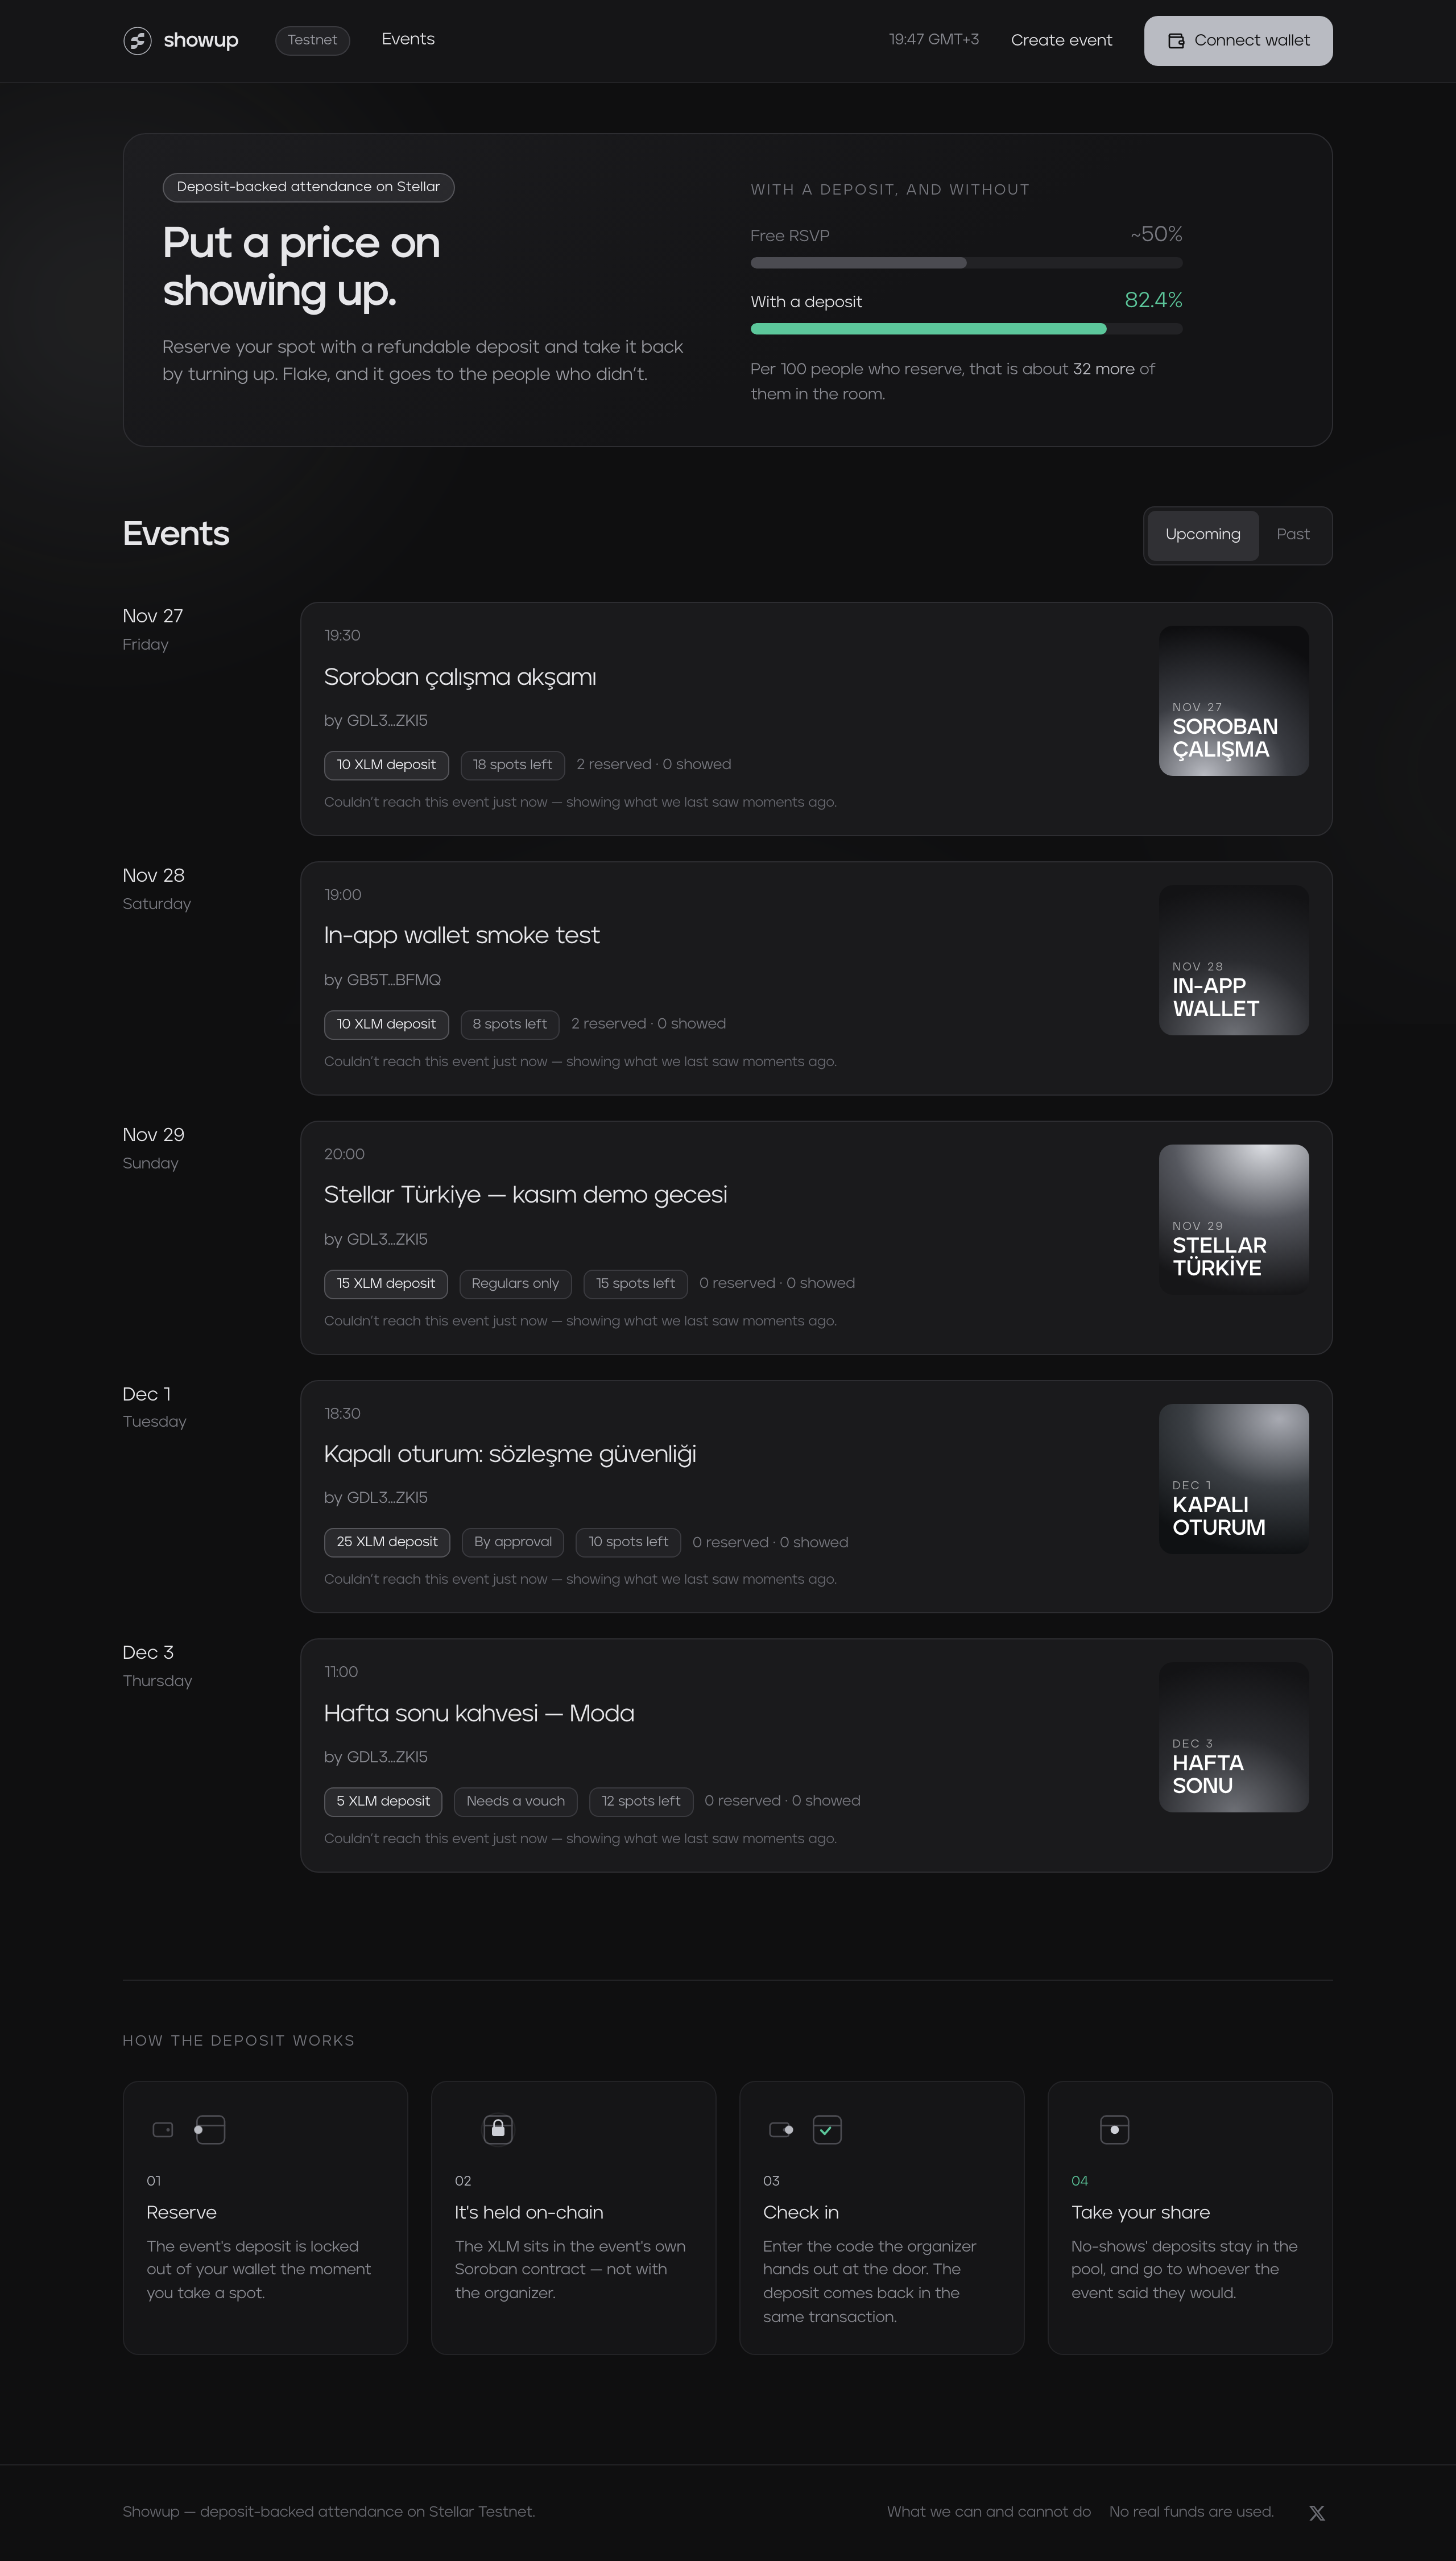 showup
Testnet
Events
19:47 GMT+3
Create event
Connect wallet
Deposit-backed attendance on Stellar
Put a price on
showing up.
Reserve your spot with a refundable deposit and take it back
by turning up. Flake, and it goes to the people who didn't.
WITH A DEPOSIT, AND WITHOUT
Free RSVP
~50%
With a deposit
82.4%
Per 100 people who reserve, that is about 32 more of
them in the room.
Events
Upcoming
Past
Nov 27
Friday
19:30
Soroban çalışma akşamı
by GDL3…ZKI5
10 XLM deposit
18 spots left
2 reserved · 0 showed
Couldn't reach this event just now — showing what we last saw moments ago.
NOV 27
SOROBAN
ÇALIŞMA
Nov 28
Saturday
19:00
In-app wallet smoke test
by GB5T…BFMQ
10 XLM deposit
8 spots left
2 reserved · 0 showed
Couldn't reach this event just now — showing what we last saw moments ago.
NOV 28
IN-APP
WALLET
Nov 29
Sunday
20:00
Stellar Türkiye — kasım demo gecesi
by GDL3…ZKI5
15 XLM deposit
Regulars only
15 spots left
0 reserved · 0 showed
Couldn't reach this event just now — showing what we last saw moments ago.
NOV 29
STELLAR
TÜRKİYE
Dec 1
Tuesday
18:30
Kapalı oturum: sözleşme güvenliği
by GDL3…ZKI5
25 XLM deposit
By approval
10 spots left
0 reserved · 0 showed
Couldn't reach this event just now — showing what we last saw moments ago.
DEC 1
KAPALI
OTURUM
Dec 3
Thursday
11:00
Hafta sonu kahvesi — Moda
by GDL3…ZKI5
5 XLM deposit
Needs a vouch
12 spots left
0 reserved · 0 showed
Couldn't reach this event just now — showing what we last saw moments ago.
DEC 3
HAFTA
SONU
HOW THE DEPOSIT WORKS
01
Reserve
The event's deposit is locked
out of your wallet the moment
you take a spot.
02
It's held on-chain
The XLM sits in the event's own
Soroban contract — not with
the organizer.
03
Check in
Enter the code the organizer
hands out at the door. The
deposit comes back in the
same transaction.
04
Take your share
No-shows' deposits stay in the
pool, and go to whoever the
event said they would.
Showup — deposit-backed attendance on Stellar Testnet.
What we can and cannot do
No real funds are used.